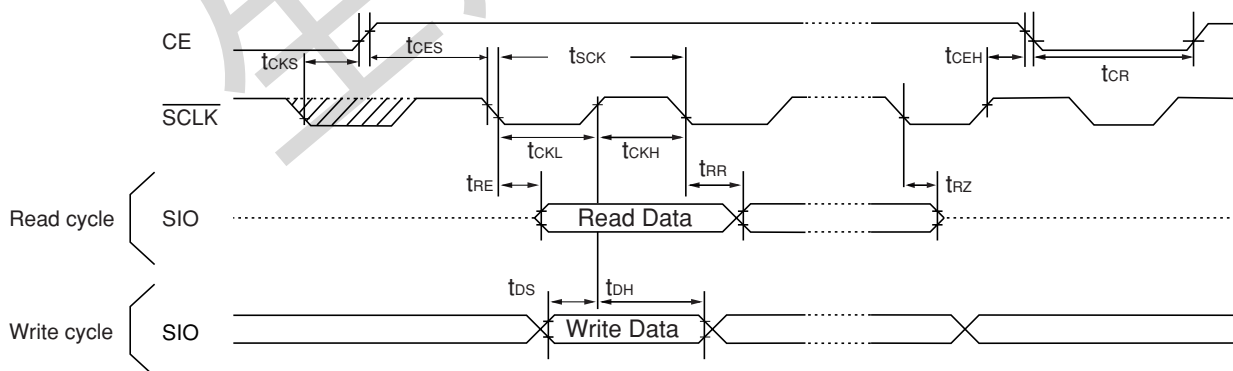 CE
tCKS
tCES
tSCK
tCEH
tCR
SCLK
tCKL
tCKH
tRE
tRR
tRZ
Read cycle
SIO
Read Data
tDS
tDH
Write cycle
SIO
Write Data